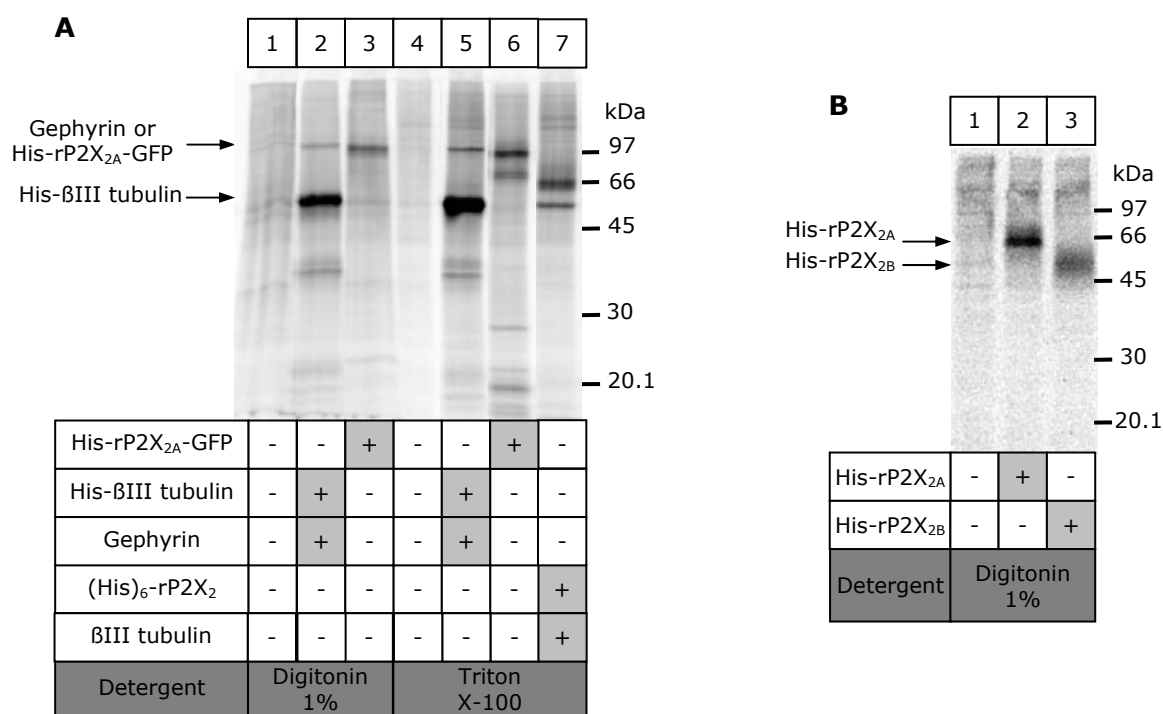 A
1 2 3 4 5 6 7
kDa
Gephyrin or
His-rP2X2A-GFP
His-ßIII tubulin
97
66
45
30
20.1
His-rP2X2A-GFP - - + - - + -
His-ßIII tubulin - + - - + - -
Gephyrin - + - - + - -
(His)6-rP2X2 - - - - - - +
ßIII tubulin - - - - - - +
Detergent Digitonin 1% Triton X-100
B
1 2 3
kDa
His-rP2X2A
His-rP2X2B
97
66
45
30
20.1
His-rP2X2A - + -
His-rP2X2B - - +
Detergent Digitonin 1%